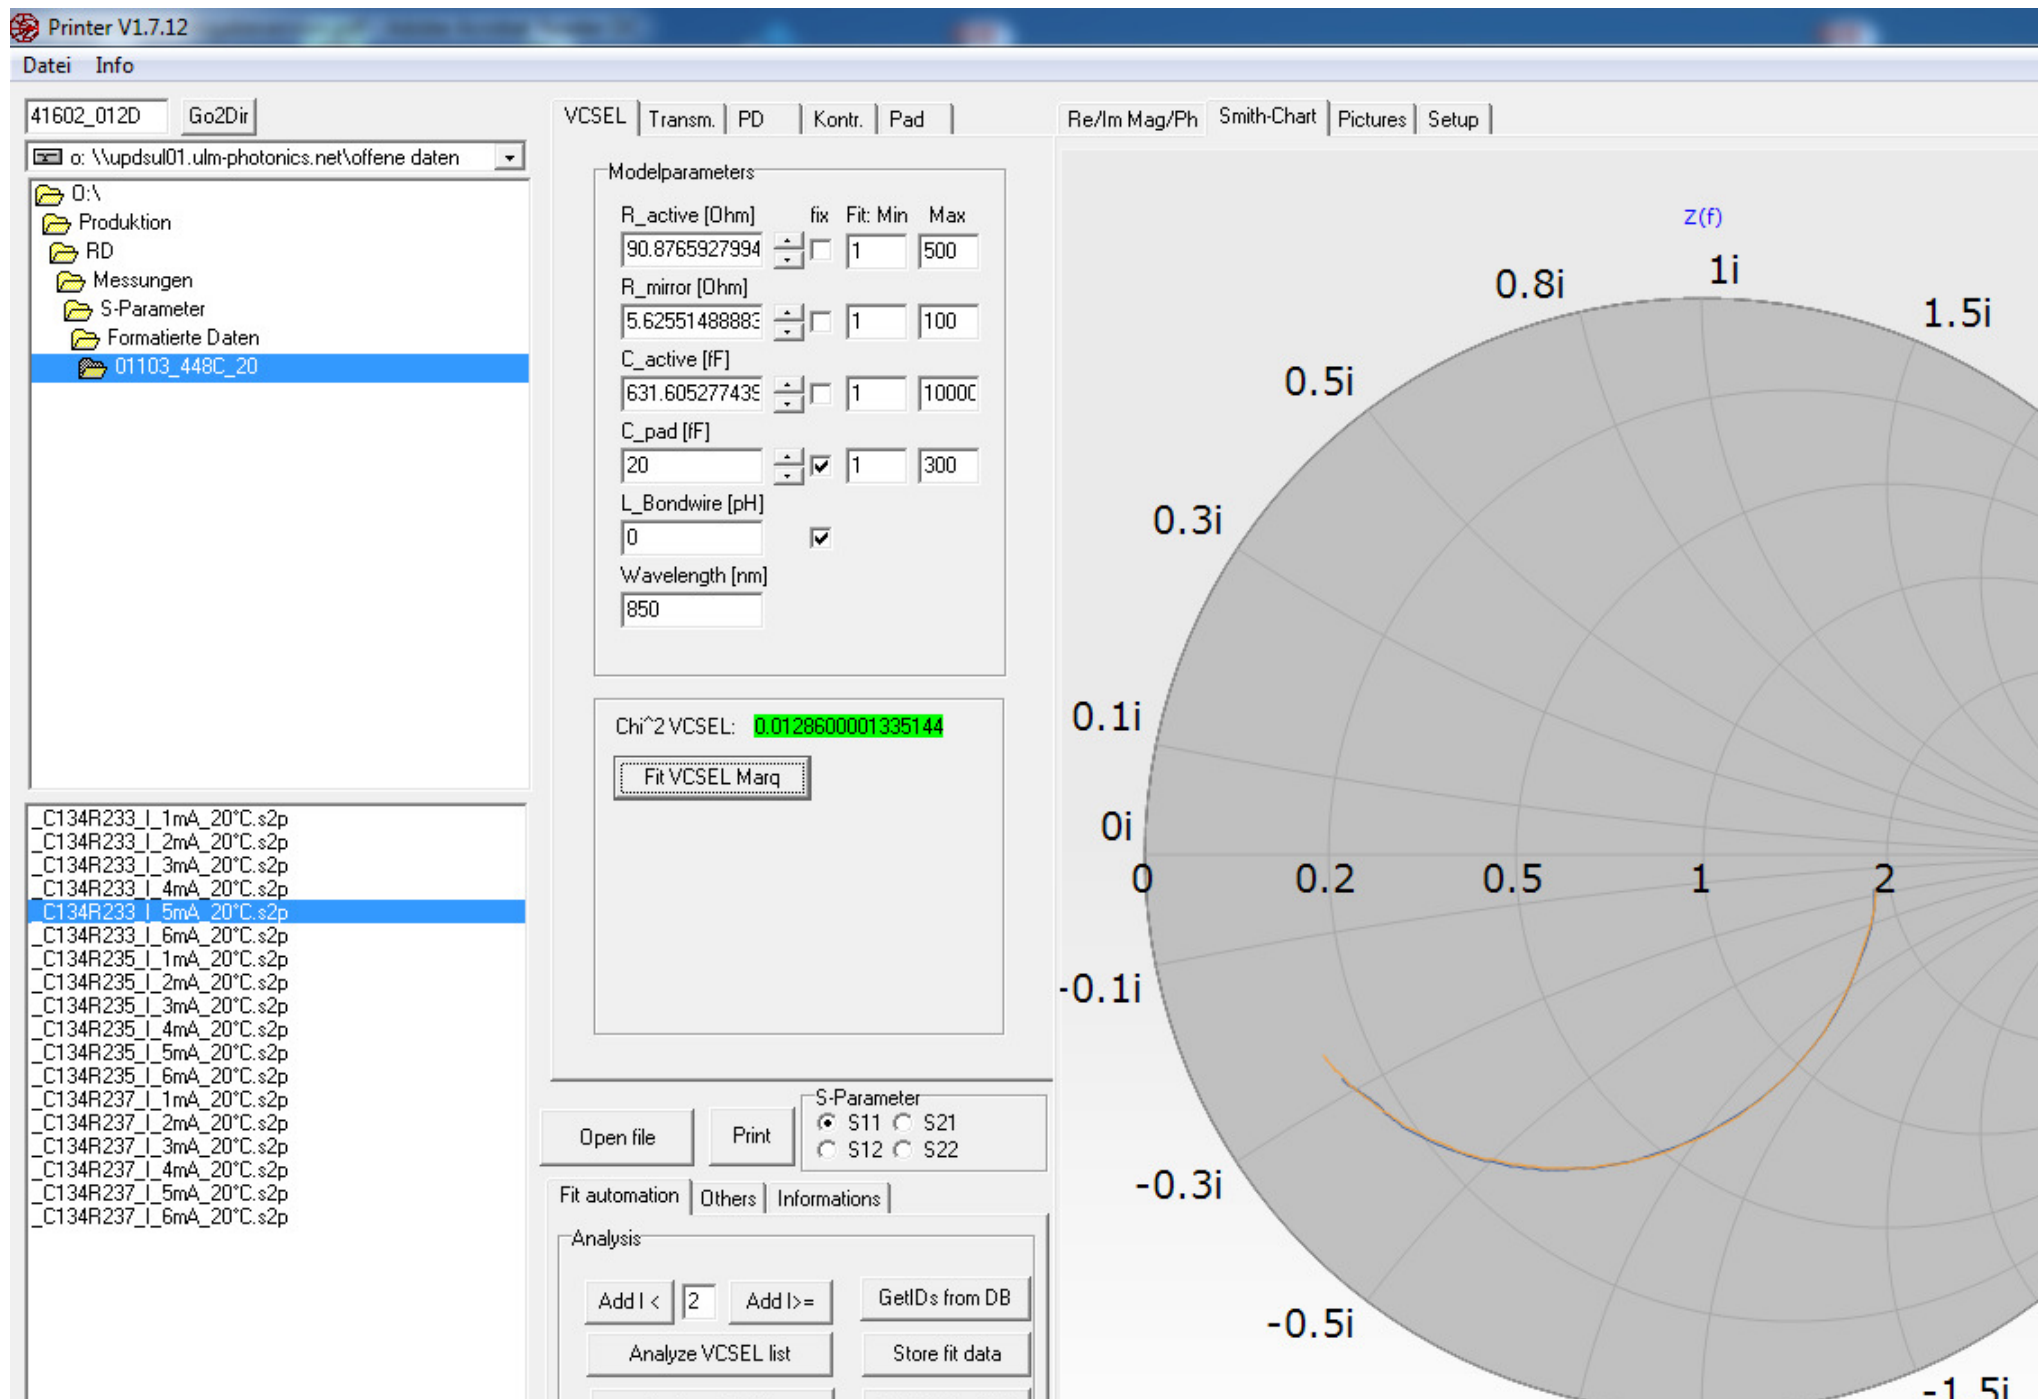 Printer V1.7.12
Datei Info
41602_012D Go2Dir
o: \\updsul01.ulm-photonics.net\offene daten
O:\
Produktion
RD
Messungen
S-Parameter
Formatierte Daten
01103_448C_20
_C134R233_I_1mA_20°C.s2p
_C134R233_I_2mA_20°C.s2p
_C134R233_I_3mA_20°C.s2p
_C134R233_I_4mA_20°C.s2p
_C134R233_I_5mA_20°C.s2p
_C134R233_I_6mA_20°C.s2p
_C134R235_I_1mA_20°C.s2p
_C134R235_I_2mA_20°C.s2p
_C134R235_I_3mA_20°C.s2p
_C134R235_I_4mA_20°C.s2p
_C134R235_I_5mA_20°C.s2p
_C134R235_I_6mA_20°C.s2p
_C134R237_I_1mA_20°C.s2p
_C134R237_I_2mA_20°C.s2p
_C134R237_I_3mA_20°C.s2p
_C134R237_I_4mA_20°C.s2p
_C134R237_I_5mA_20°C.s2p
_C134R237_I_6mA_20°C.s2p
VCSEL Transm. PD Kontr. Pad
Modelparameters
R_active [Ohm] fix Fit: Min Max
90.8765927994 1 500
R_mirror [Ohm]
5.6255148888 1 100
C_active [fF]
631.605277439 1 10000
C_pad [fF]
20 1 300
L_Bondwire [pH]
0
Wavelength [nm]
850
Chi^2 VCSEL: 0.0128600001335144
Fit VCSEL Marq
Open file Print
S-Parameter
S11 S21
S12 S22
Fit automation Others Informations
Analysis
Add I < 2 Add I>= GetIDs from DB
Analyze VCSEL list Store fit data
Re/Im Mag/Ph Smith-Chart Pictures Setup
Z(f)
1i
0.8i
1.5i
0.5i
0.3i
0.1i
0i
0 0.2 0.5 1 2
-0.1i
-0.3i
-0.5i
-1.5i